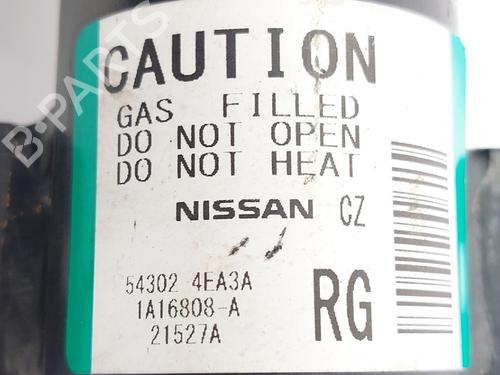 CAUTION
GAS FILLED
DO NOT OPEN
DO NOT HEAT
NISSAN CZ
54302 4EA3A
1A16808-A
21527A
RG
B-PARTS